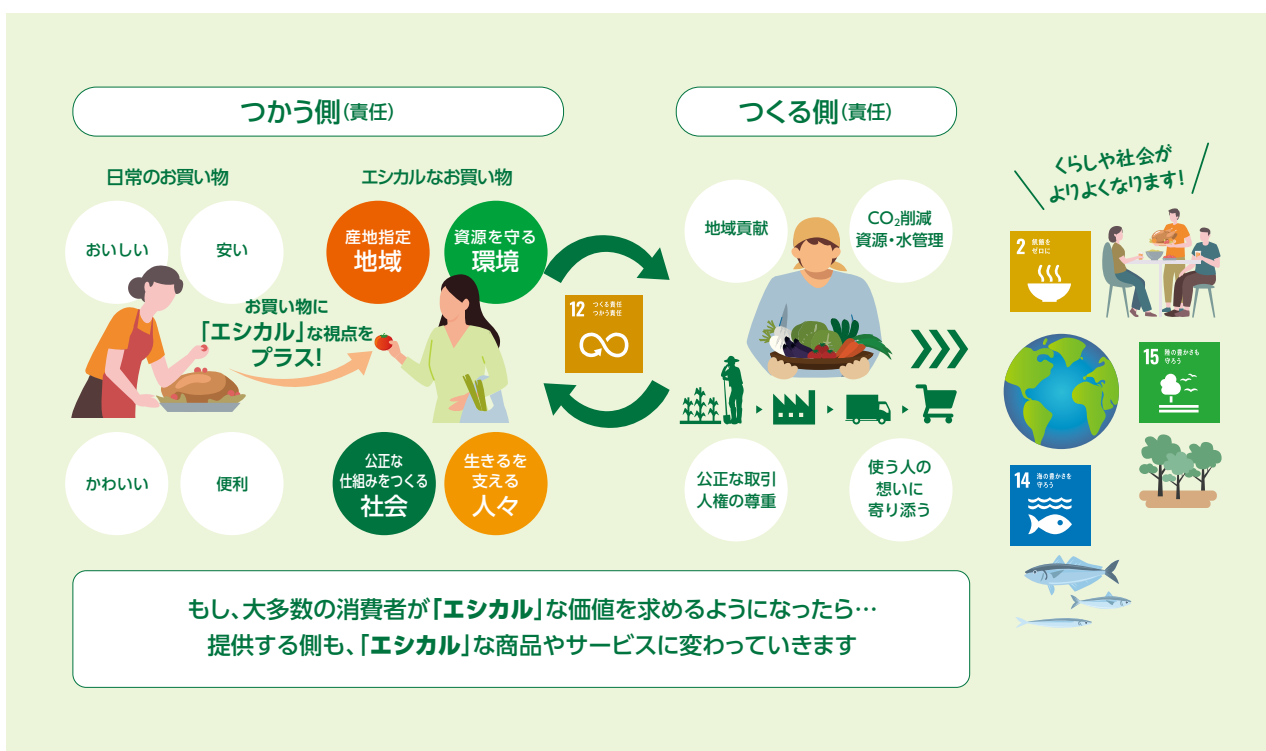 つかう側(責任)
つくる側(責任)
日常のお買い物
おいしい
安い
かわいい
便利
お買い物に
「エシカル」な視点を
プラス!
エシカルなお買い物
産地指定
地域
資源を守る
環境
公正な
仕組みをつくる
社会
生きるを
支える
人々
12 つくる責任
つかう責任
地域貢献
CO₂削減
資源・水管理
公正な取引
人権の尊重
使う人の
想いに
寄り添う
くらしや社会が
よりよくなります!
2 飢餓を
ゼロに
15 陸の豊かさも
守ろう
14 海の豊かさを
守ろう
もし、大多数の消費者が「エシカル」な価値を求めるようになったら…
提供する側も、「エシカル」な商品やサービスに変わっていきます